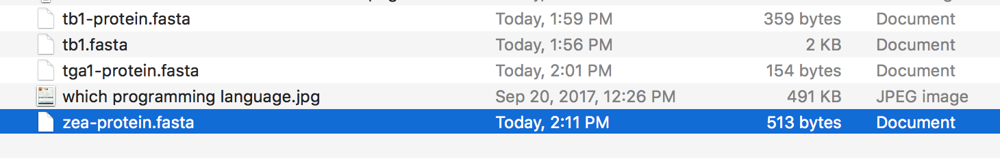 tb1-protein.fasta Today, 1:59 PM 359 bytes Document
tb1.fasta Today, 1:56 PM 2 KB Document
tga1-protein.fasta Today, 2:01 PM 154 bytes Document
which programming language.jpg Sep 20, 2017, 12:26 PM 491 KB JPEG image
zea-protein.fasta Today, 2:11 PM 513 bytes Document